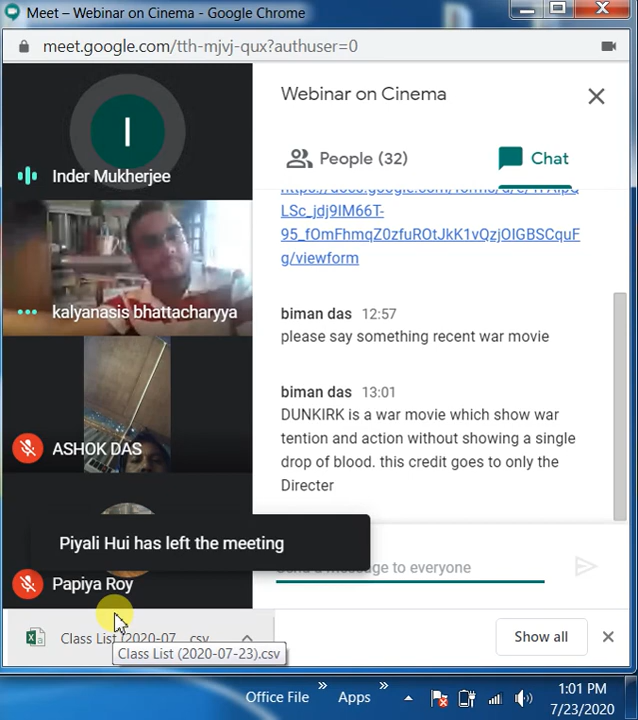 Meet – Webinar on Cinema - Google Chrome
meet.google.com/tth-mjvj-qux?authuser=0
I
Inder Mukherjee
kalyanasis bhattacharyya
ASHOK DAS
Piyali Hui has left the meeting
Papiya Roy
Webinar on Cinema
People (32)
Chat
LSc_jdj9IM66T-
95_fOmFhmqZ0zfuROtJkK1vQzjOIGBSCquF
g/viewform
biman das 12:57
please say something recent war movie
biman das 13:01
DUNKIRK is a war movie which show war
tention and action without showing a single
drop of blood. this credit goes to only the
Directer
Send a message to everyone
Class List (2020-07....csv
Class List (2020-07-23).csv
Show all
Office File
Apps
1:01 PM
7/23/2020